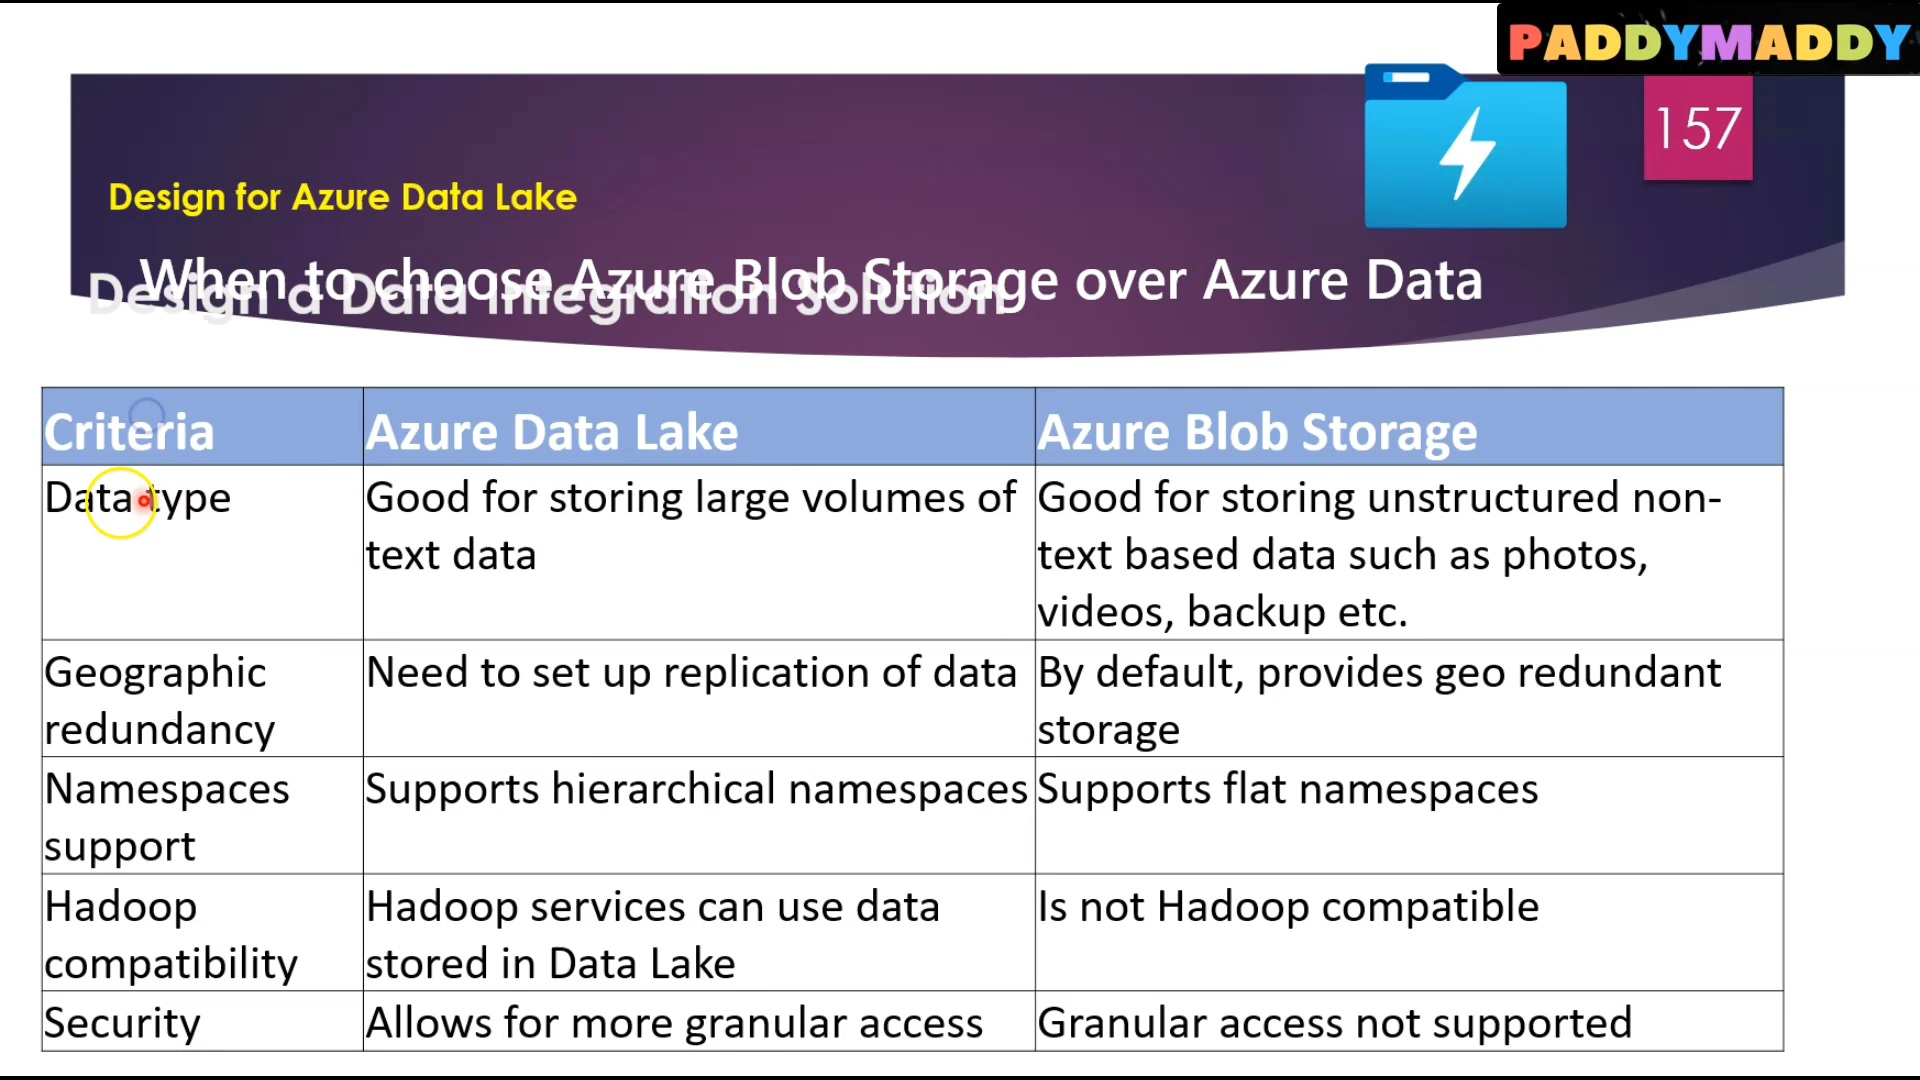 PADDYMADDY
157
Design for Azure Data Lake
When to choose Azure Blob Storage over Azure Data
Design a Data Integration Solution
Criteria
Azure Data Lake
Azure Blob Storage
Data type
Good for storing large volumes of
text data
Good for storing unstructured non-
text based data such as photos,
videos, backup etc.
Geographic
redundancy
Need to set up replication of data
By default, provides geo redundant
storage
Namespaces
support
Supports hierarchical namespaces
Supports flat namespaces
Hadoop
compatibility
Hadoop services can use data
stored in Data Lake
Is not Hadoop compatible
Security
Allows for more granular access
Granular access not supported